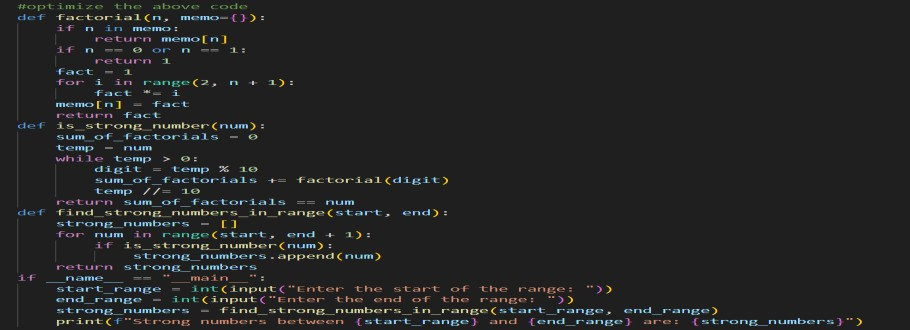 #optimize the above code
def factorial(n, memo={}):
    if n in memo:
        return memo[n]
    if n == 0 or n == 1:
        return 1
    fact = 1
    for i in range(2, n + 1):
        fact *= i
    memo[n] = fact
    return fact
def is_strong_number(num):
    sum_of_factorials = 0
    temp = num
    while temp > 0:
        digit = temp % 10
        sum_of_factorials += factorial(digit)
        temp //= 10
    return sum_of_factorials == num
def find_strong_numbers_in_range(start, end):
    strong_numbers = []
    for num in range(start, end + 1):
        if is_strong_number(num):
            strong_numbers.append(num)
    return strong_numbers
if __name__ == "__main__":
    start_range = int(input("Enter the start of the range: "))
    end_range = int(input("Enter the end of the range: "))
    strong_numbers = find_strong_numbers_in_range(start_range, end_range)
    print(f"Strong numbers between {start_range} and {end_range} are: {strong_numbers}")